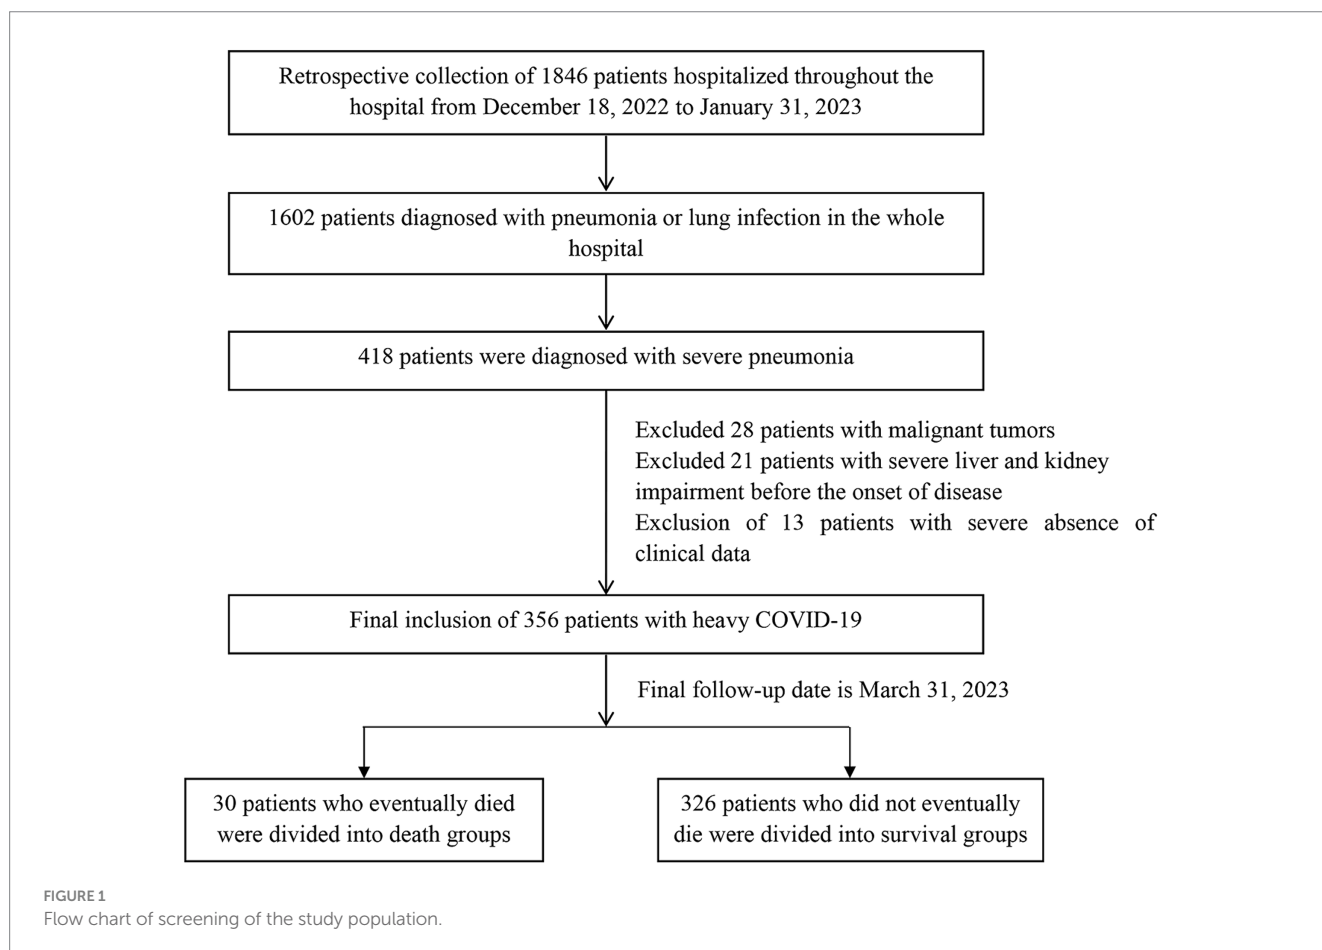 Retrospective collection of 1846 patients hospitalized throughout the
hospital from December 18, 2022 to January 31, 2023
1602 patients diagnosed with pneumonia or lung infection in the whole
hospital
418 patients were diagnosed with severe pneumonia
Excluded 28 patients with malignant tumors
Excluded 21 patients with severe liver and kidney
impairment before the onset of disease
Exclusion of 13 patients with severe absence of
clinical data
Final inclusion of 356 patients with heavy COVID-19
Final follow-up date is March 31, 2023
30 patients who eventually died
were divided into death groups
326 patients who did not eventually
die were divided into survival groups
FIGURE 1
Flow chart of screening of the study population.